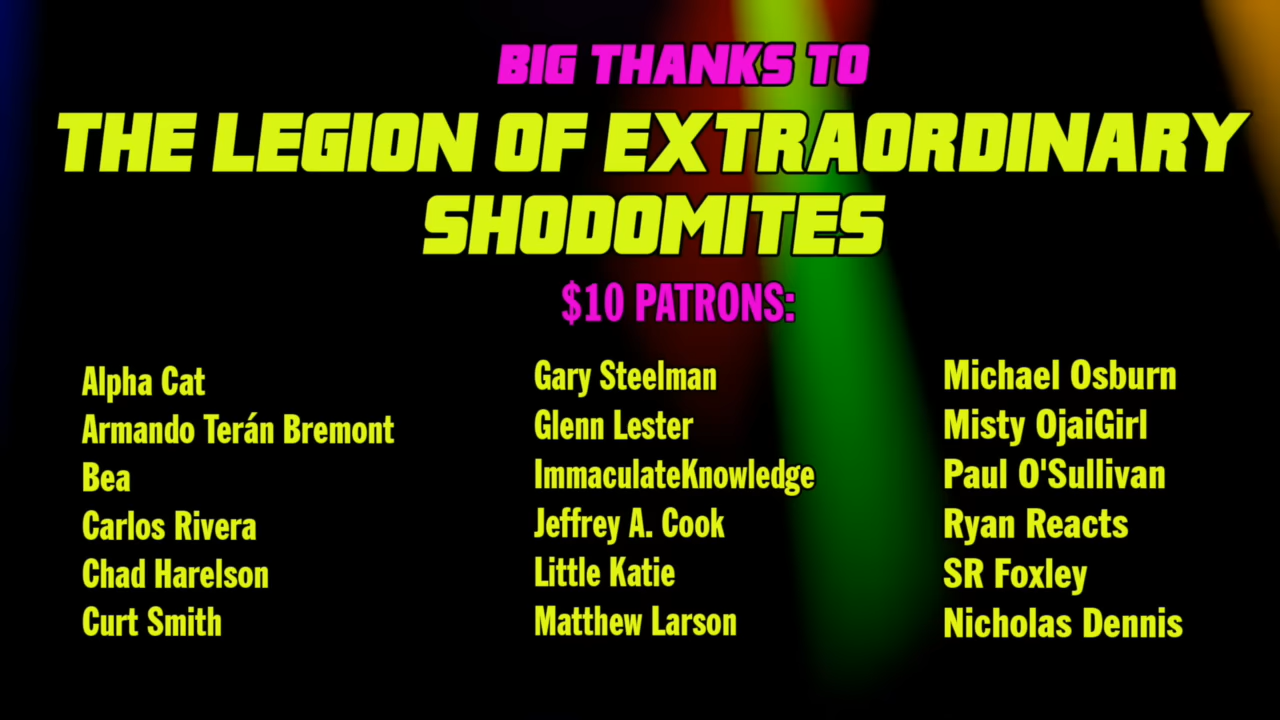 BIG THANKS TO
THE LEGION OF EXTRAORDINARY
SHODOMITES
$10 PATRONS:
Alpha Cat
Armando Terán Bremont
Bea
Carlos Rivera
Chad Harelson
Curt Smith
Gary Steelman
Glenn Lester
ImmaculateKnowledge
Jeffrey A. Cook
Little Katie
Matthew Larson
Michael Osburn
Misty OjaiGirl
Paul O'Sullivan
Ryan Reacts
SR Foxley
Nicholas Dennis